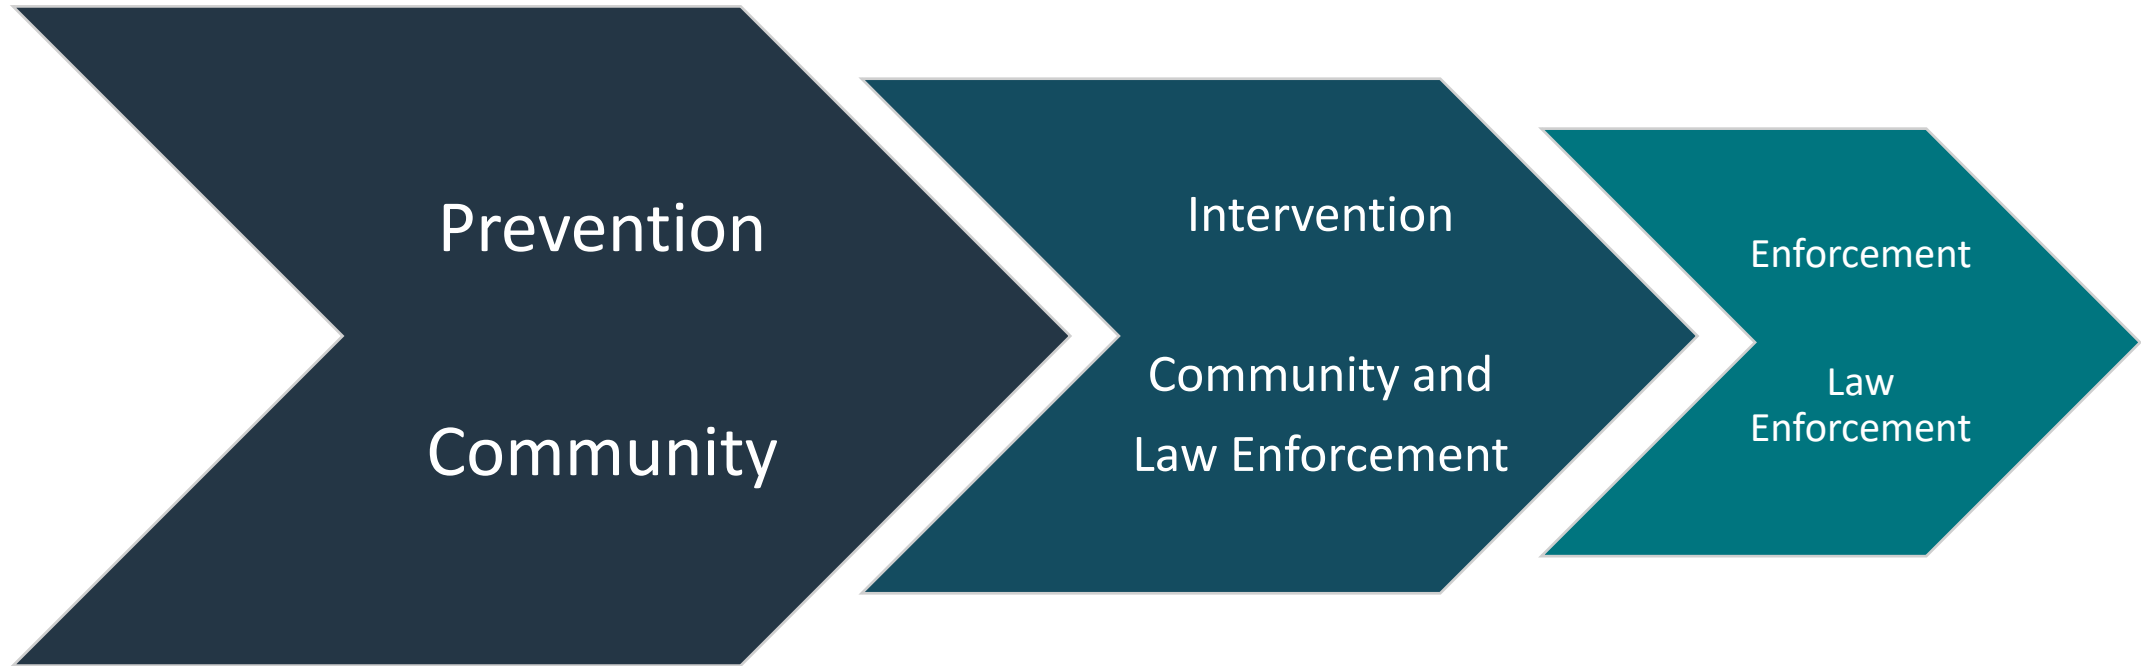 Prevention
Community
Intervention
Community and
Law Enforcement
Enforcement
Law
Enforcement